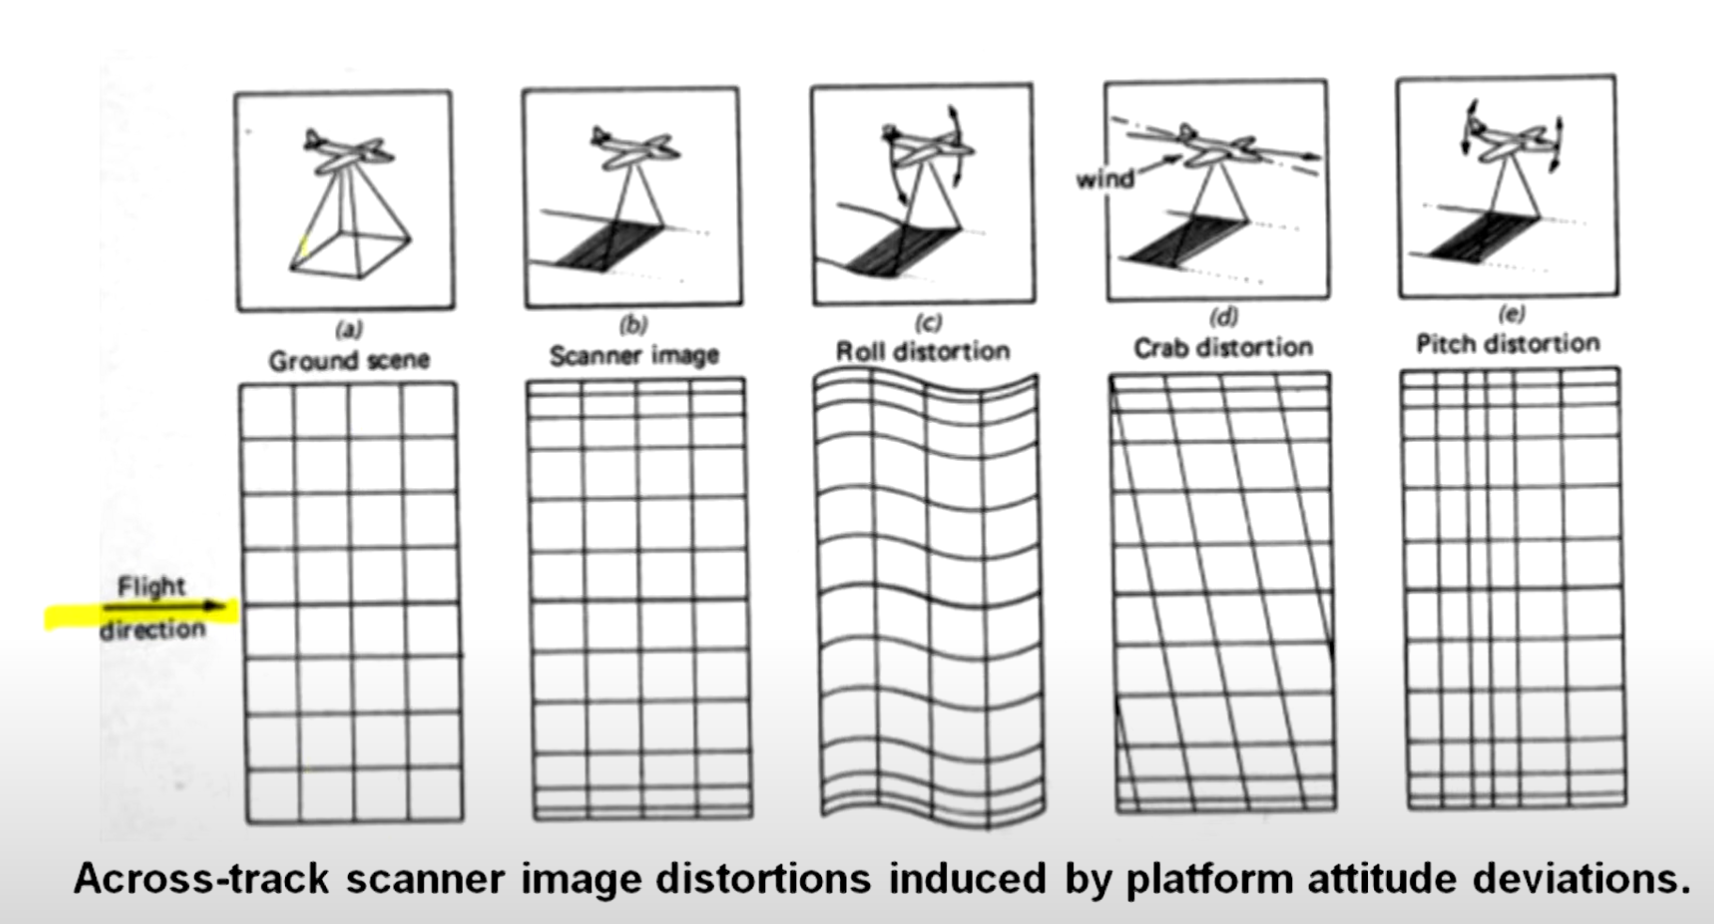 wind
(a)
(b)
(c)
(d)
(e)
Ground scene
Scanner image
Roll distortion
Crab distortion
Pitch distortion
Flight
direction
Across-track scanner image distortions induced by platform attitude deviations.